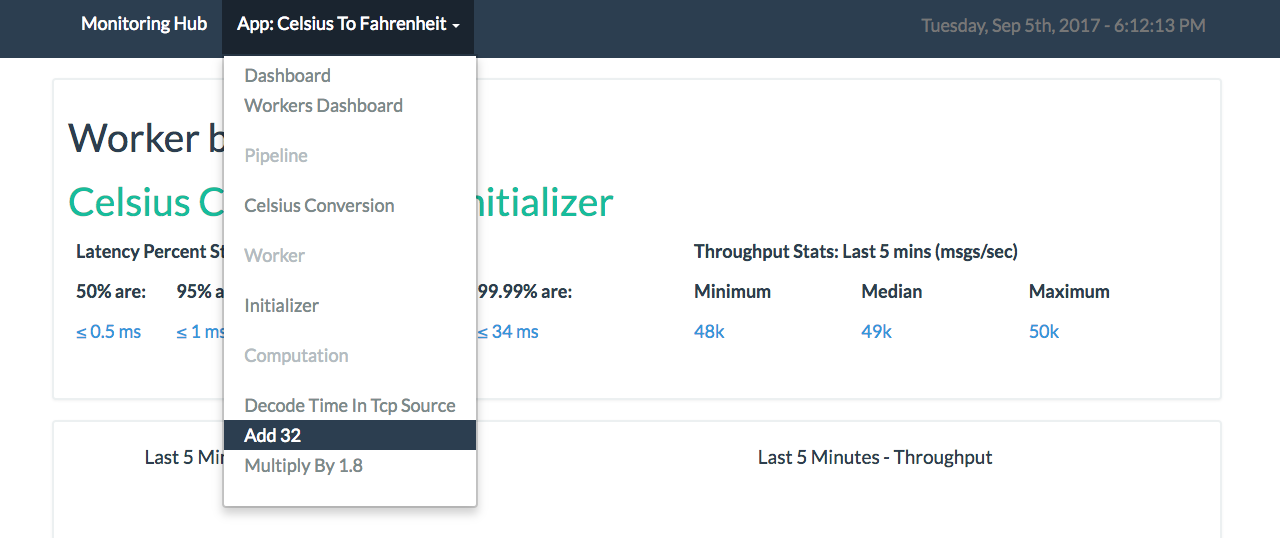 Monitoring Hub App: Celsius To Fahrenheit Tuesday, Sep 5th, 2017 - 6:12:13 PM
Dashboard
Workers Dashboard
Pipeline
Celsius Conversion
Worker
Initializer
Computation
Decode Time In Tcp Source
Add 32
Multiply By 1.8
Worker b
Celsius C nitializer
Latency Percent St
50% are: 95% a 99.99% are:
≤ 0.5 ms ≤ 1 ms ≤ 34 ms
Throughput Stats: Last 5 mins (msgs/sec)
Minimum Median Maximum
48k 49k 50k
Last 5 Min
Last 5 Minutes - Throughput